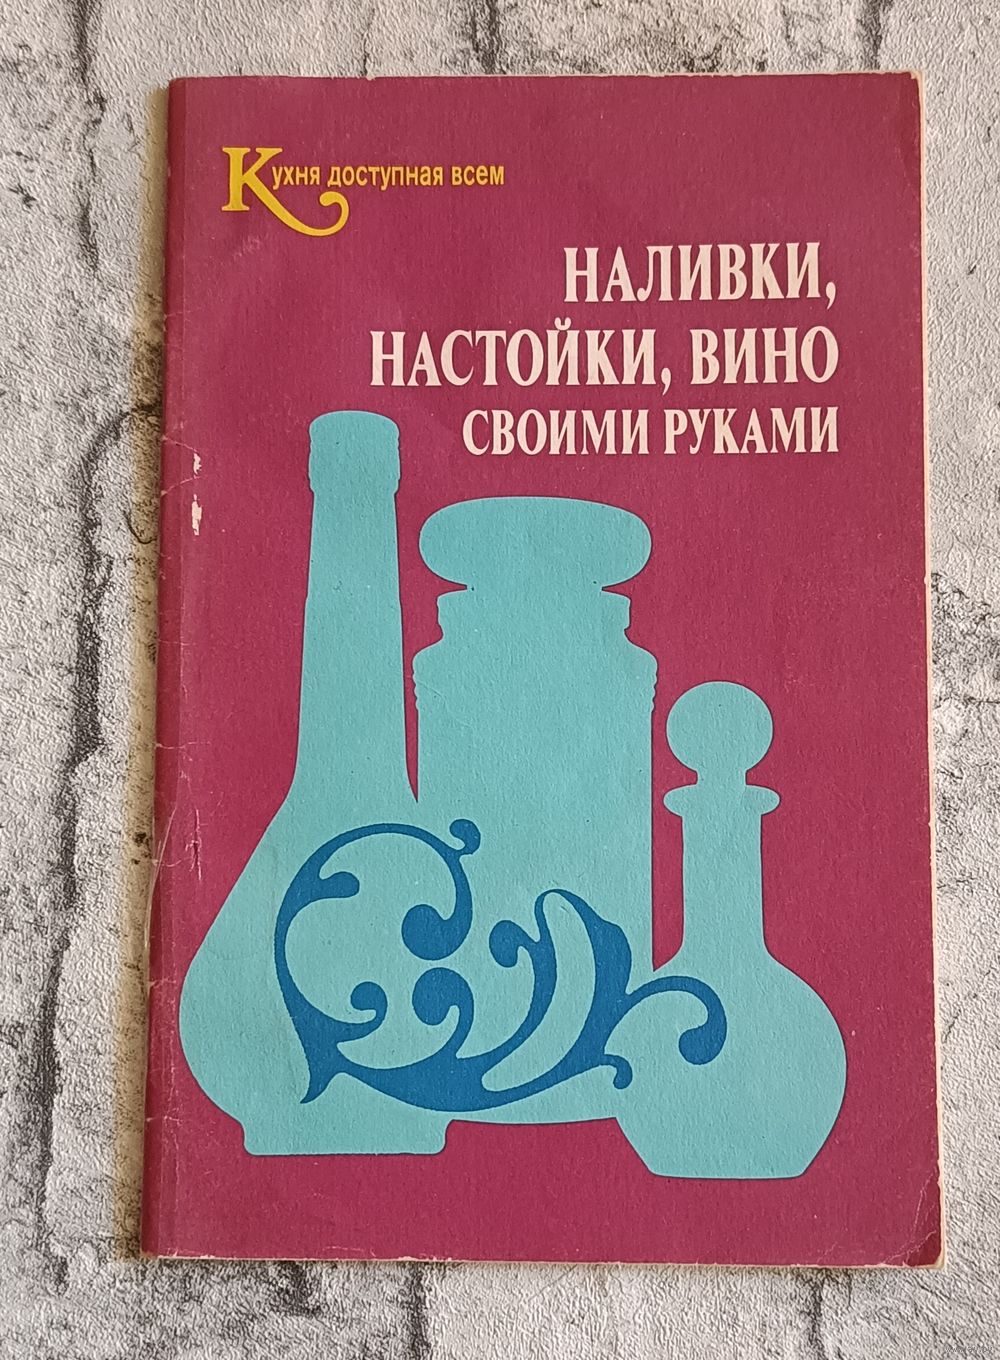 Кухня доступная всем
НАЛИВКИ,
НАСТОЙКИ, ВИНО
СВОИМИ РУКАМИ